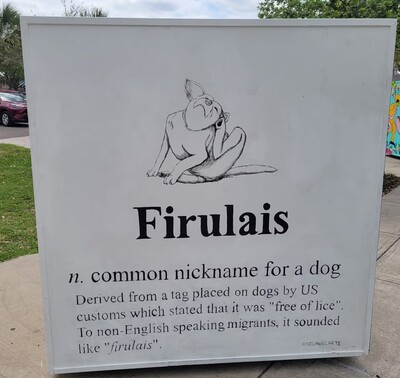 Firulais
n. common nickname for a dog
Derived from a tag placed on dogs by US
customs which stated that it was "free of lice".
To non-English speaking migrants, it sounded
like "firulais".